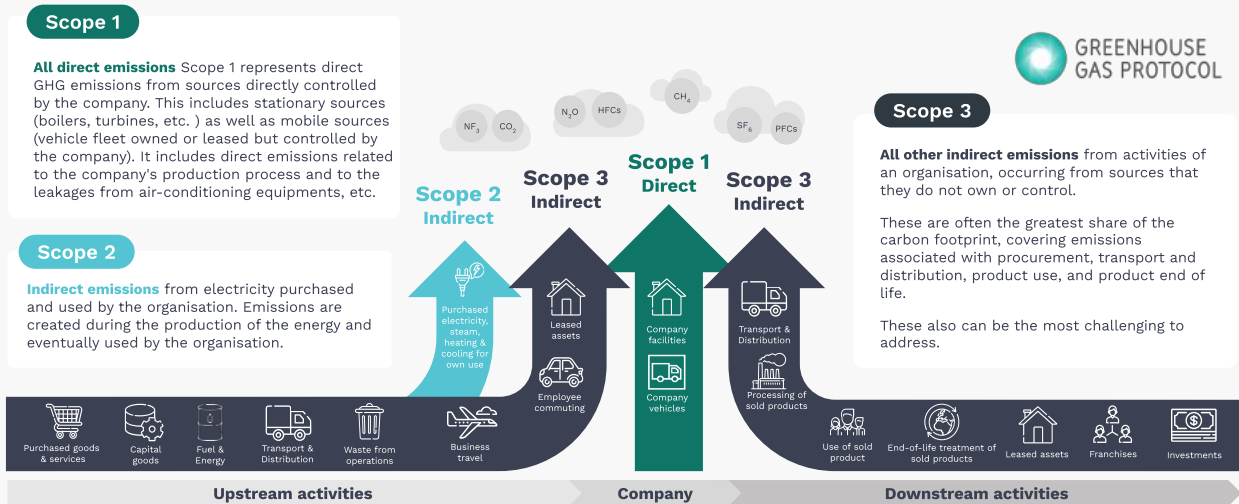 Scope 1
All direct emissions Scope 1 represents direct
GHG emissions from sources directly controlled
by the company. This includes stationary sources
(boilers, turbines, etc. ) as well as mobile sources
(vehicle fleet owned or leased but controlled by
the company). It includes direct emissions related
to the company's production process and to the
leakages from air-conditioning equipments, etc.
Scope 2
Indirect emissions from electricity purchased
and used by the organisation. Emissions are
created during the production of the energy and
eventually used by the organisation.
GREENHOUSE
GAS PROTOCOL
Scope 3
All other indirect emissions from activities of
an organisation, occurring from sources that
they do not own or control.
These are often the greatest share of the
carbon footprint, covering emissions
associated with procurement, transport and
distribution, product use, and product end of
life.
These also can be the most challenging to
address.
NF₃
CO₂
N₂O
HFCs
CH₄
SF₆
PFCs
Scope 2
Indirect
Scope 3
Indirect
Scope 1
Direct
Scope 3
Indirect
Purchased
electricity,
steam,
heating &
cooling for
own use
Leased
assets
Employee
commuting
Company
facilities
Company
vehicles
Transport &
Distribution
Processing of
sold products
Purchased goods
& services
Capital
goods
Fuel &
Energy
Transport &
Distribution
Waste from
operations
Business
travel
Use of sold
product
End-of-life treatment of
sold products
Leased assets
Franchises
Investments
Upstream activities
Company
Downstream activities